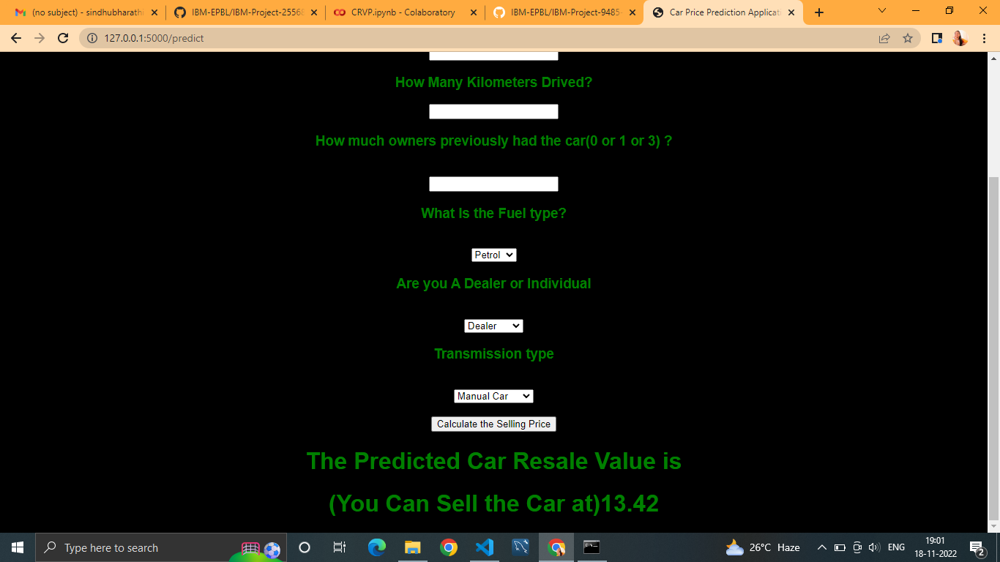 (no subject) - sindhubharathi
IBM-EPBL/IBM-Project-25568
CRVP.ipynb - Colaboratory
IBM-EPBL/IBM-Project-9485-
Car Price Prediction Applicati
127.0.0.1:5000/predict
How Many Kilometers Drived?
How much owners previously had the car(0 or 1 or 3) ?
What Is the Fuel type?
Petrol
Are you A Dealer or Individual
Dealer
Transmission type
Manual Car
Calculate the Selling Price
The Predicted Car Resale Value is
(You Can Sell the Car at)13.42
Type here to search
26°C Haze
ENG
19:01
18-11-2022
2